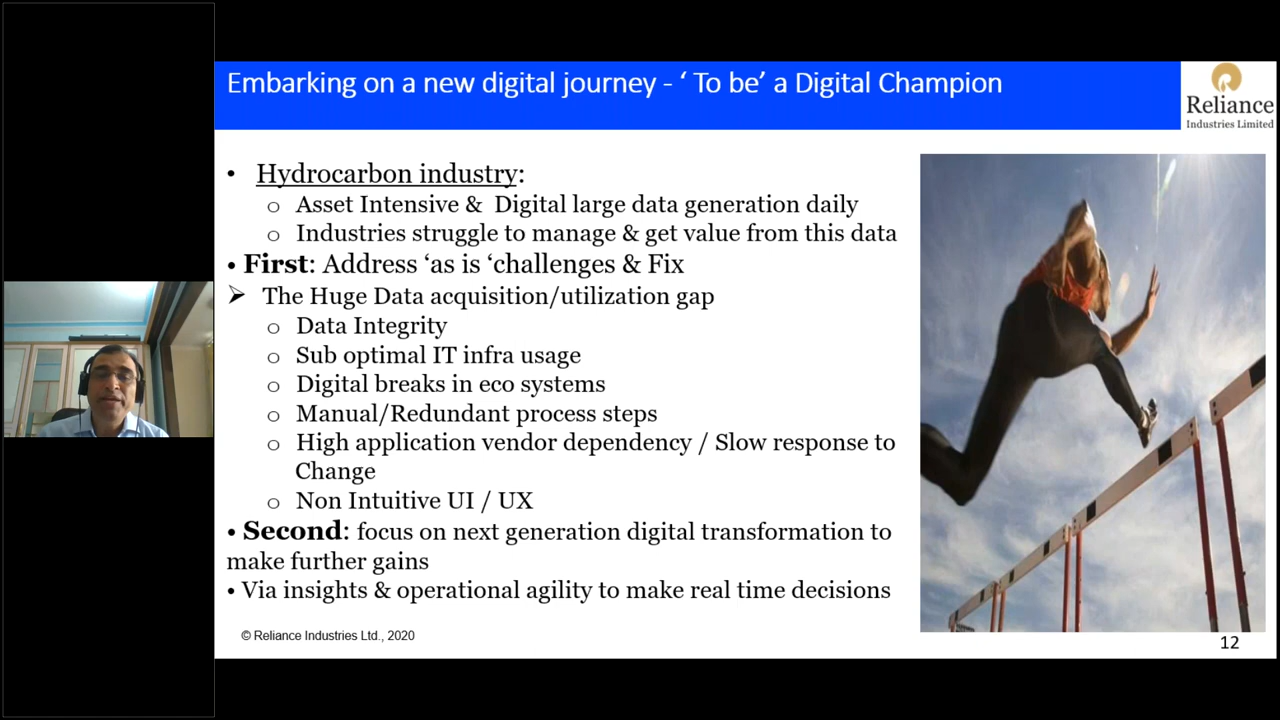 Embarking on a new digital journey - ‘ To be’ a Digital Champion
Reliance
Industries Limited
• Hydrocarbon industry:
o Asset Intensive & Digital large data generation daily
o Industries struggle to manage & get value from this data
• First: Address ‘as is ‘challenges & Fix
➢ The Huge Data acquisition/utilization gap
o Data Integrity
o Sub optimal IT infra usage
o Digital breaks in eco systems
o Manual/Redundant process steps
o High application vendor dependency / Slow response to
Change
o Non Intuitive UI / UX
• Second: focus on next generation digital transformation to
make further gains
• Via insights & operational agility to make real time decisions
© Reliance Industries Ltd., 2020
12